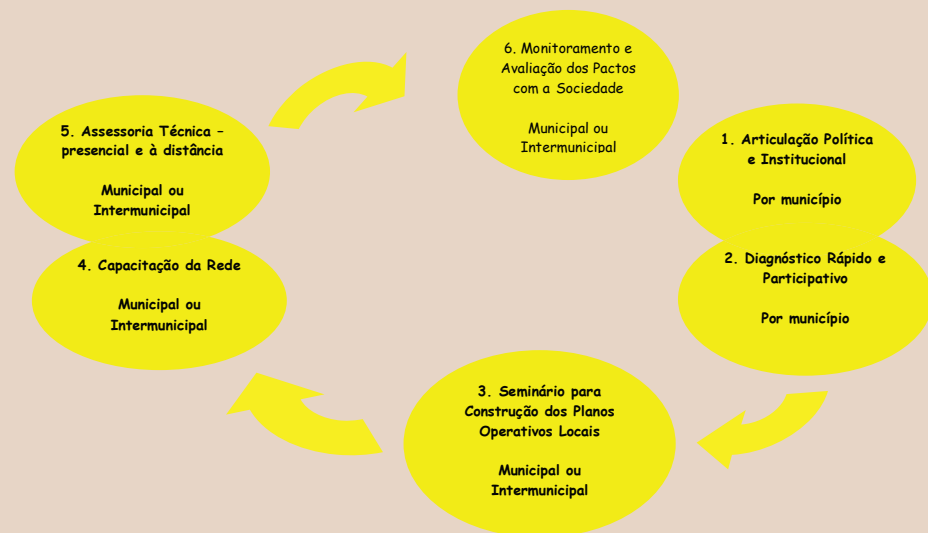 6. Monitoramento e
Avaliação dos Pactos
com a Sociedade
Municipal ou
Intermunicipal
1. Articulação Política
e Institucional
Por município
2. Diagnóstico Rápido e
Participativo
Por município
3. Seminário para
Construção dos Planos
Operativos Locais
Municipal ou
Intermunicipal
4. Capacitação da Rede
Municipal ou
Intermunicipal
5. Assessoria Técnica –
presencial e à distância
Municipal ou
Intermunicipal